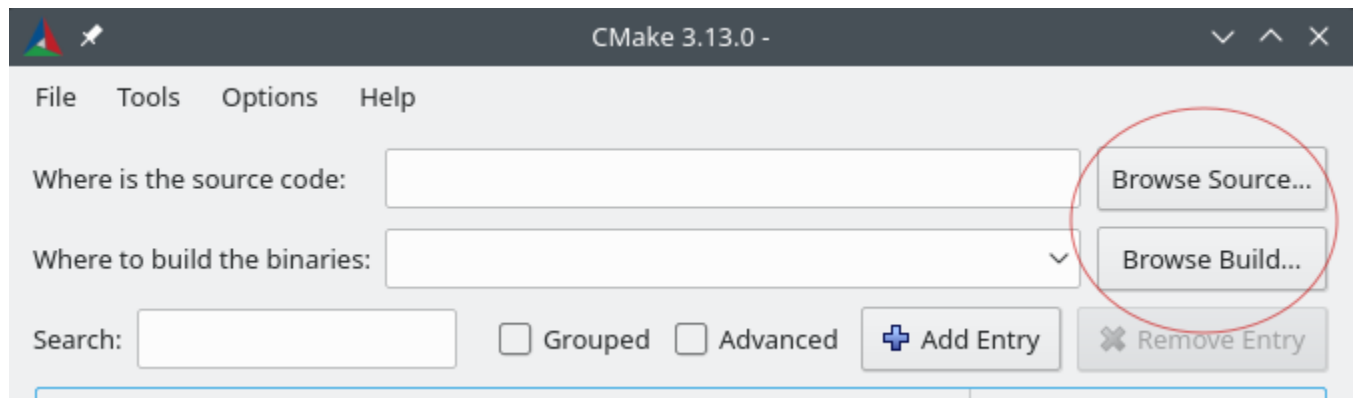 CMake 3.13.0 -
File Tools Options Help
Where is the source code: Browse Source...
Where to build the binaries: Browse Build...
Search: Grouped Advanced Add Entry Remove Entry